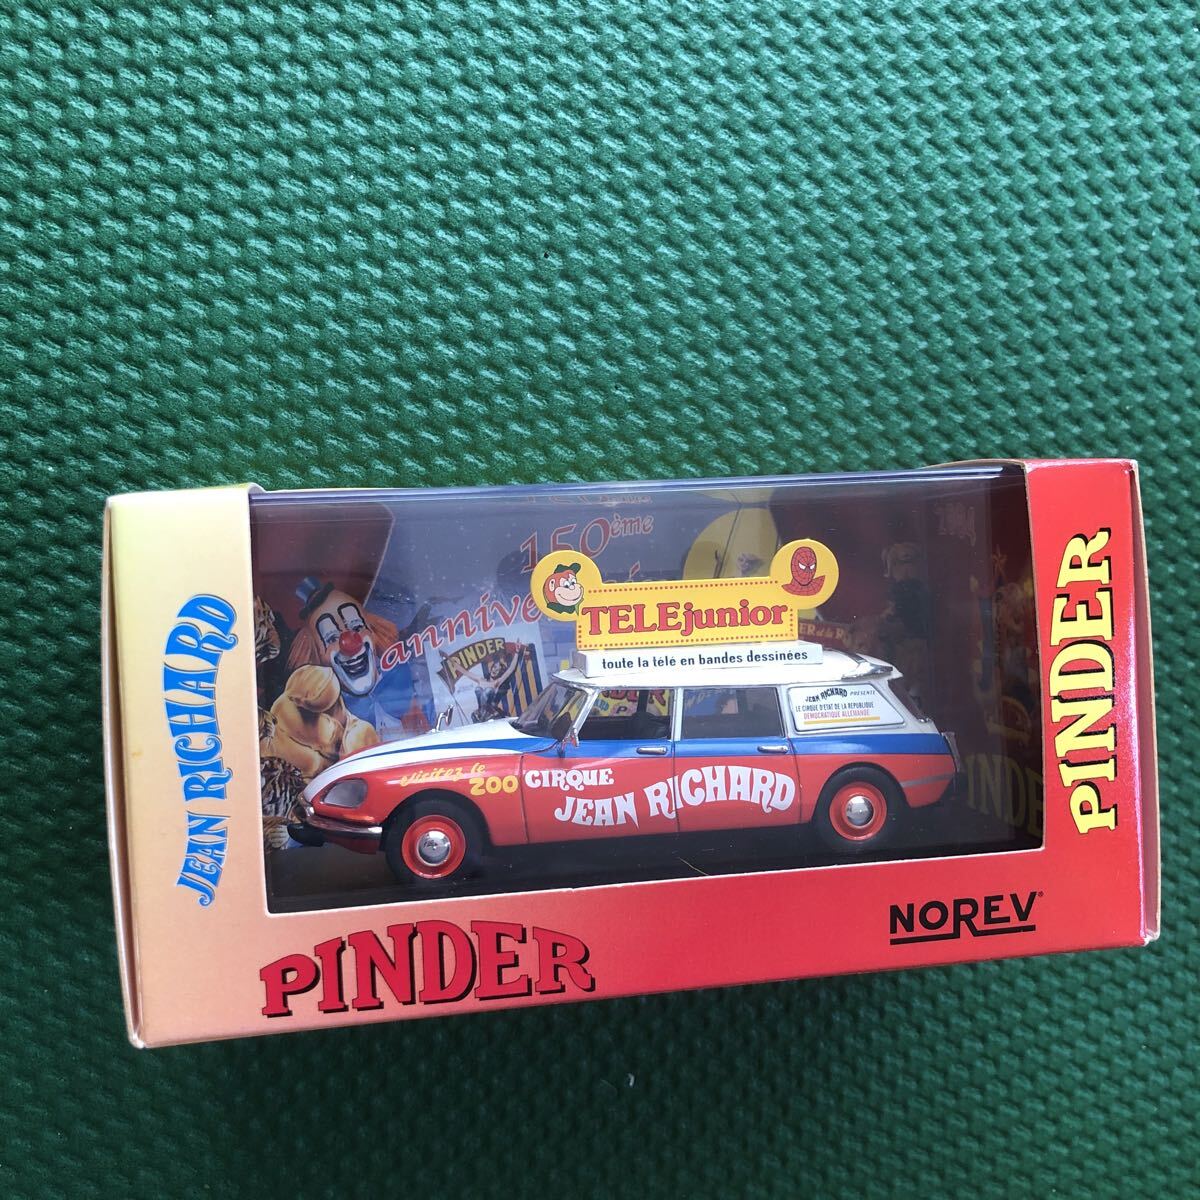 JEAN RICHARD
150ème
PINDER
TELEjunior
toute la télé en bandes dessinées
JEAN RICHARD PRÉSENTE
LE CIRQUE D'ETAT DE LA REPUBLIQUE
DEMOCRATIQUE ALLEMANDE
Visitez le
ZOO
CIRQUE
JEAN RICHARD
PINDER
NOREV
PINDER